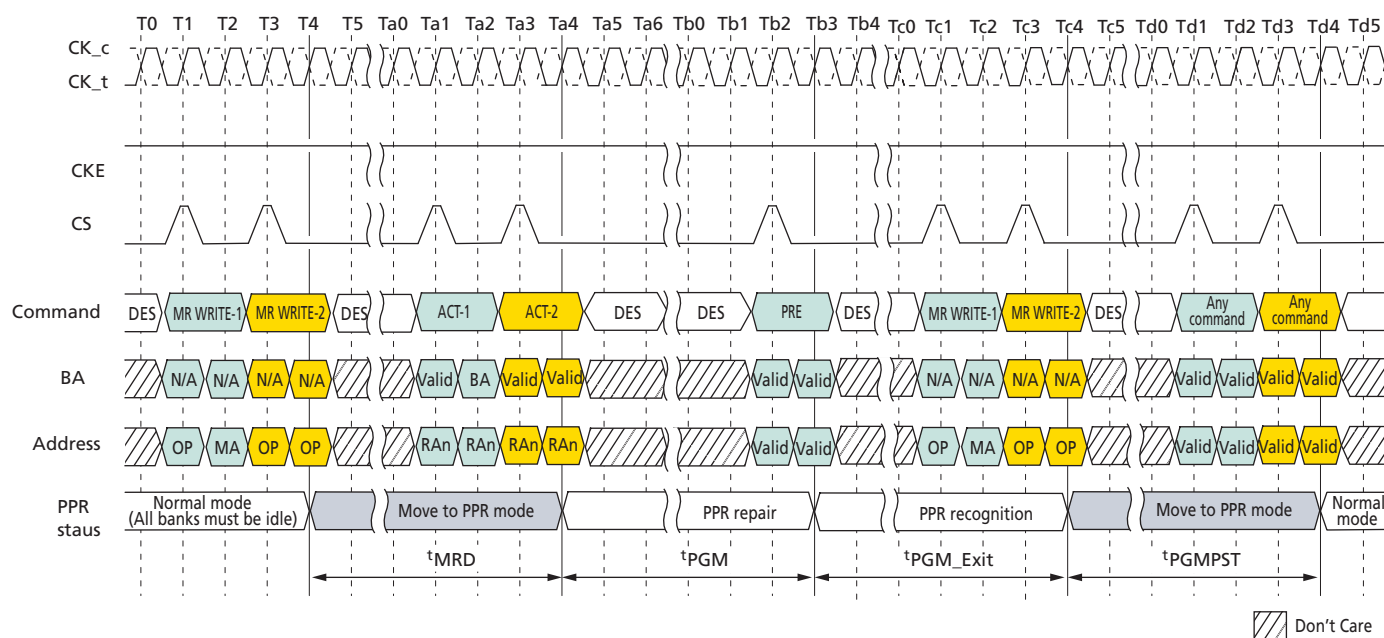 T0 T1 T2 T3 T4 T5 Ta0 Ta1 Ta2 Ta3 Ta4 Ta5 Ta6 Tb0 Tb1 Tb2 Tb3 Tb4 Tc0 Tc1 Tc2 Tc3 Tc4 Tc5 Td0 Td1 Td2 Td3 Td4 Td5
CK_c
CK_t
CKE
CS
Command DES MR WRITE-1 MR WRITE-2 DES ACT-1 ACT-2 DES DES PRE DES MR WRITE-1 MR WRITE-2 DES Any command Any command
BA N/A N/A N/A N/A Valid BA Valid Valid Valid Valid N/A N/A N/A N/A Valid Valid Valid Valid
Address OP MA OP OP RAn RAn RAn RAn Valid Valid OP MA OP OP Valid Valid Valid Valid
PPR staus Normal mode (All banks must be idle) Move to PPR mode PPR repair PPR recognition Move to PPR mode Normal mode
tMRD tPGM tPGM_Exit tPGMPST
Don't Care